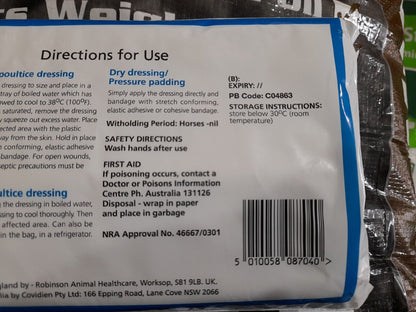 Weigh
Directions for Use
poultice dressing
dressing to size and place in a
tray of boiled water which has
lowed to cool to 38ºC (100ºF).
saturated, remove the dressing
y squeeze out excess water. Place
ected area with the plastic
way from the skin. Hold in place
conforming, elastic adhesive
bandage. For open wounds,
septic precautions must be
ultice dressing
the dressing in boiled water,
ssing to cool thoroughly. Then
affected area. Can also be
in the bag, in a refrigerator.
Dry dressing/
Pressure padding
Simply apply the dressing directly and
bandage with stretch conforming,
elastic adhesive or cohesive bandage.
Witholding Period: Horses -nil
SAFETY DIRECTIONS
Wash hands after use
FIRST AID
If poisoning occurs, contact a
Doctor or Poisons Information
Centre Ph. Australia 131126
Disposal - wrap in paper
and place in garbage
NRA Approval No. 46667/0301
(B):
EXPIRY: //
PB Code: C04863
STORAGE INSTRUCTIONS:
store below 30ºC (room
temperature)
5 010058 087040 >
gland by - Robinson Animal Healthcare, Worksop, S81 9LB. UK.
lia by Covidien Pty Ltd: 166 Epping Road, Lane Cove NSW 2066